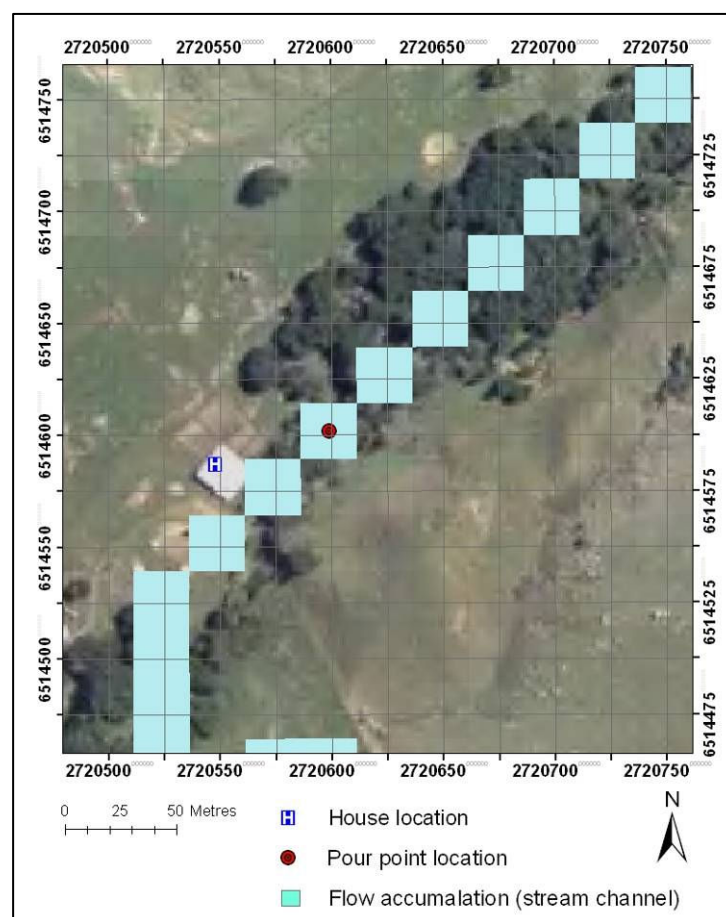 2720500 2720550 2720600 2720650 2720700 2720750
6514750
6514725
6514700
6514675
6514650
6514625
6514600
H
6514575
6514550
6514525
6514500
6514475
2720500 2720550 2720600 2720650 2720700 2720750
0 25 50 Metres
N
H House location
Pour point location
Flow accumalation (stream channel)